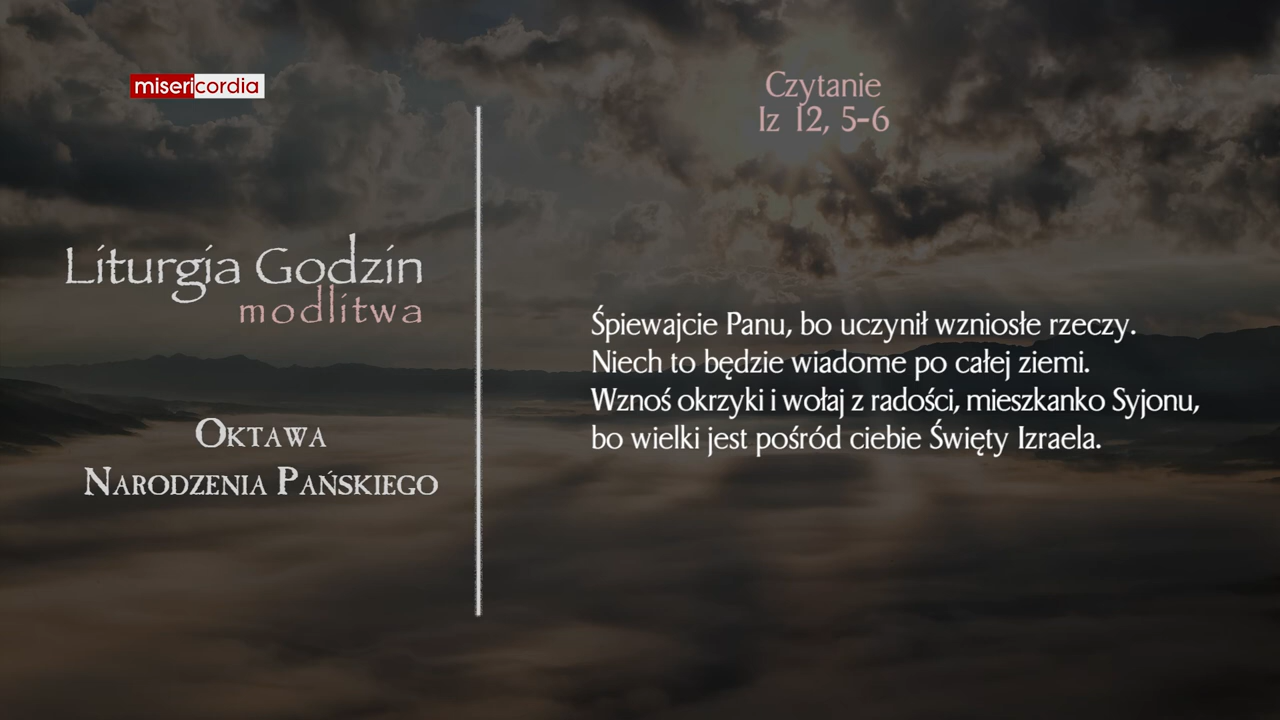 misericordia
Liturgia Godzin
modlitwa
Oktawa
Narodzenia Pańskiego
Czytanie
Iz 12, 5-6
Śpiewajcie Panu, bo uczynił wzniosłe rzeczy.
Niech to będzie wiadome po całej ziemi.
Wznoś okrzyki i wołaj z radości, mieszkanko Syjonu,
bo wielki jest pośród ciebie Święty Izraela.